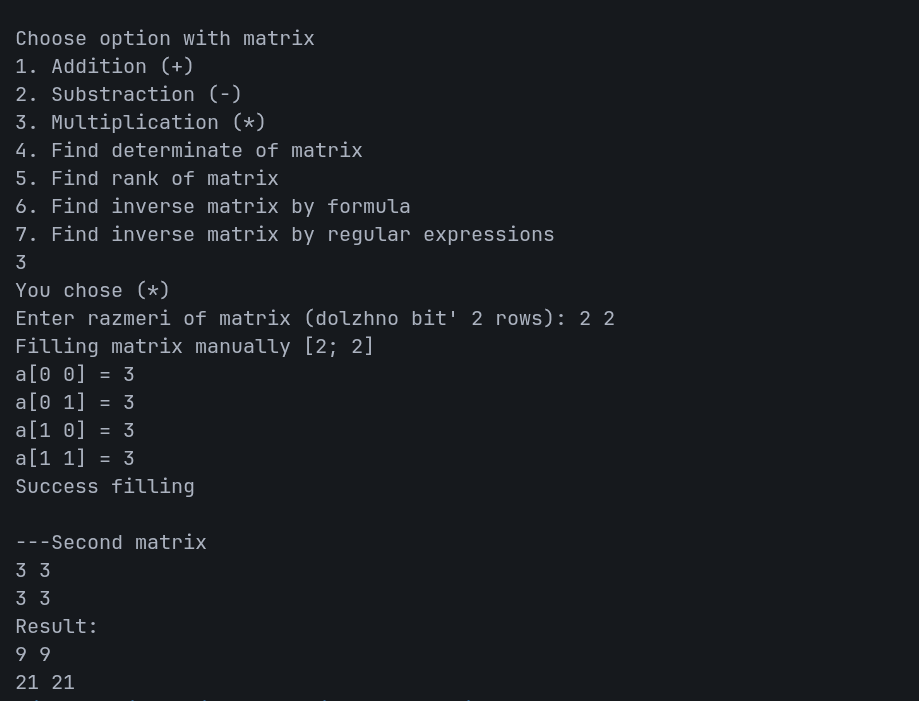 Choose option with matrix
1. Addition (+)
2. Substraction (-)
3. Multiplication (*)
4. Find determinate of matrix
5. Find rank of matrix
6. Find inverse matrix by formula
7. Find inverse matrix by regular expressions
3
You chose (*)
Enter razmeri of matrix (dolzhno bit' 2 rows): 2 2
Filling matrix manually [2; 2]
a[0 0] = 3
a[0 1] = 3
a[1 0] = 3
a[1 1] = 3
Success filling
---Second matrix
3 3
3 3
Result:
9 9
21 21